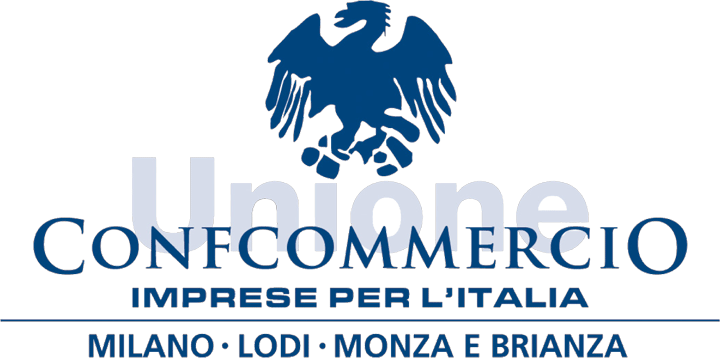 Unione
CONFCOMMERCIO
IMPRESE PER L'ITALIA
MILANO · LODI · MONZA E BRIANZA